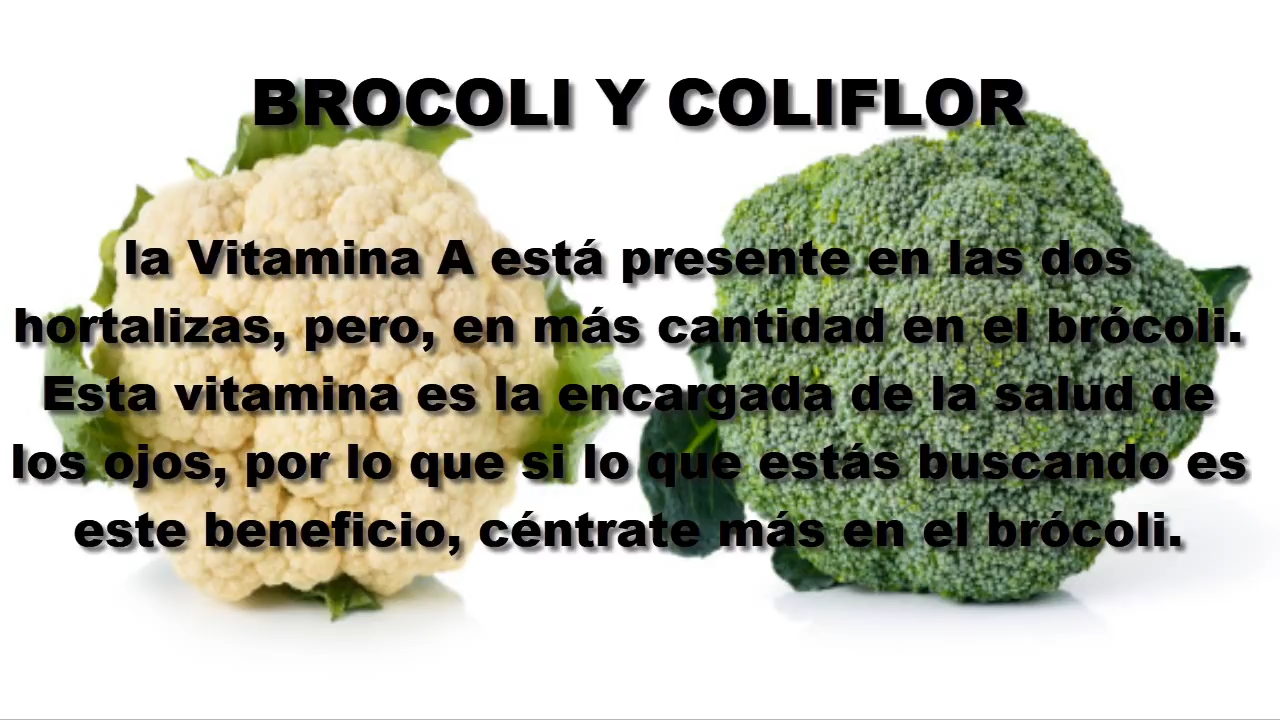 BROCOLI Y COLIFLOR
la Vitamina A está presente en las dos
hortalizas, pero, en más cantidad en el brócoli.
Esta vitamina es la encargada de la salud de
los ojos, por lo que si lo que estás buscando es
este beneficio, céntrate más en el brócoli.